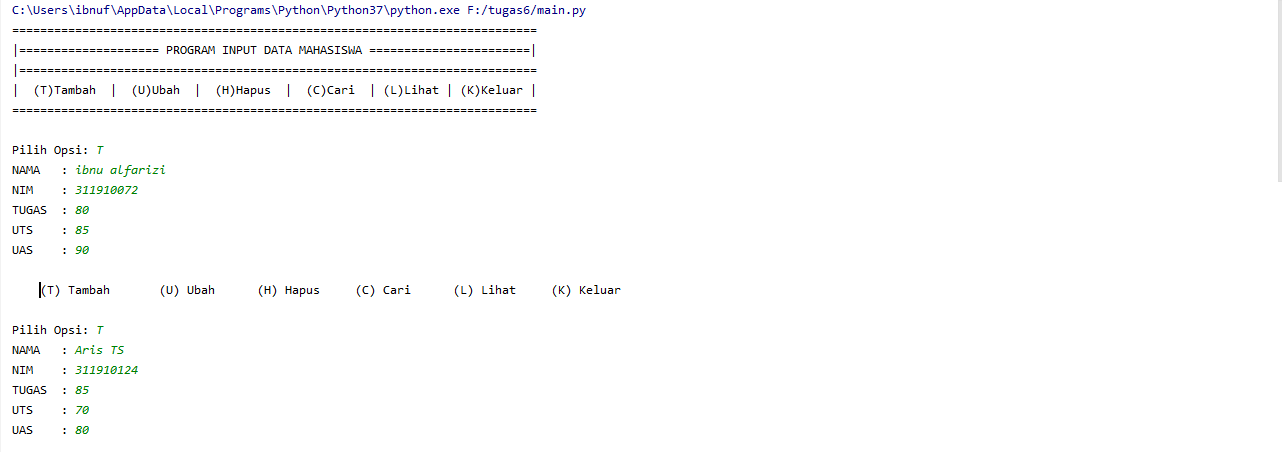 C:\Users\ibnuf\AppData\Local\Programs\Python\Python37\python.exe F:/tugas6/main.py
===========================================================================
|==================== PROGRAM INPUT DATA MAHASISWA =======================|
|==========================================================================
|  (T)Tambah  |  (U)Ubah  |  (H)Hapus  |  (C)Cari  | (L)Lihat | (K)Keluar |
===========================================================================
Pilih Opsi: T
NAMA   : ibnu alfarizi
NIM    : 311910072
TUGAS  : 80
UTS    : 85
UAS    : 90
(T) Tambah       (U) Ubah      (H) Hapus     (C) Cari      (L) Lihat     (K) Keluar
Pilih Opsi: T
NAMA   : Aris TS
NIM    : 311910124
TUGAS  : 85
UTS    : 70
UAS    : 80